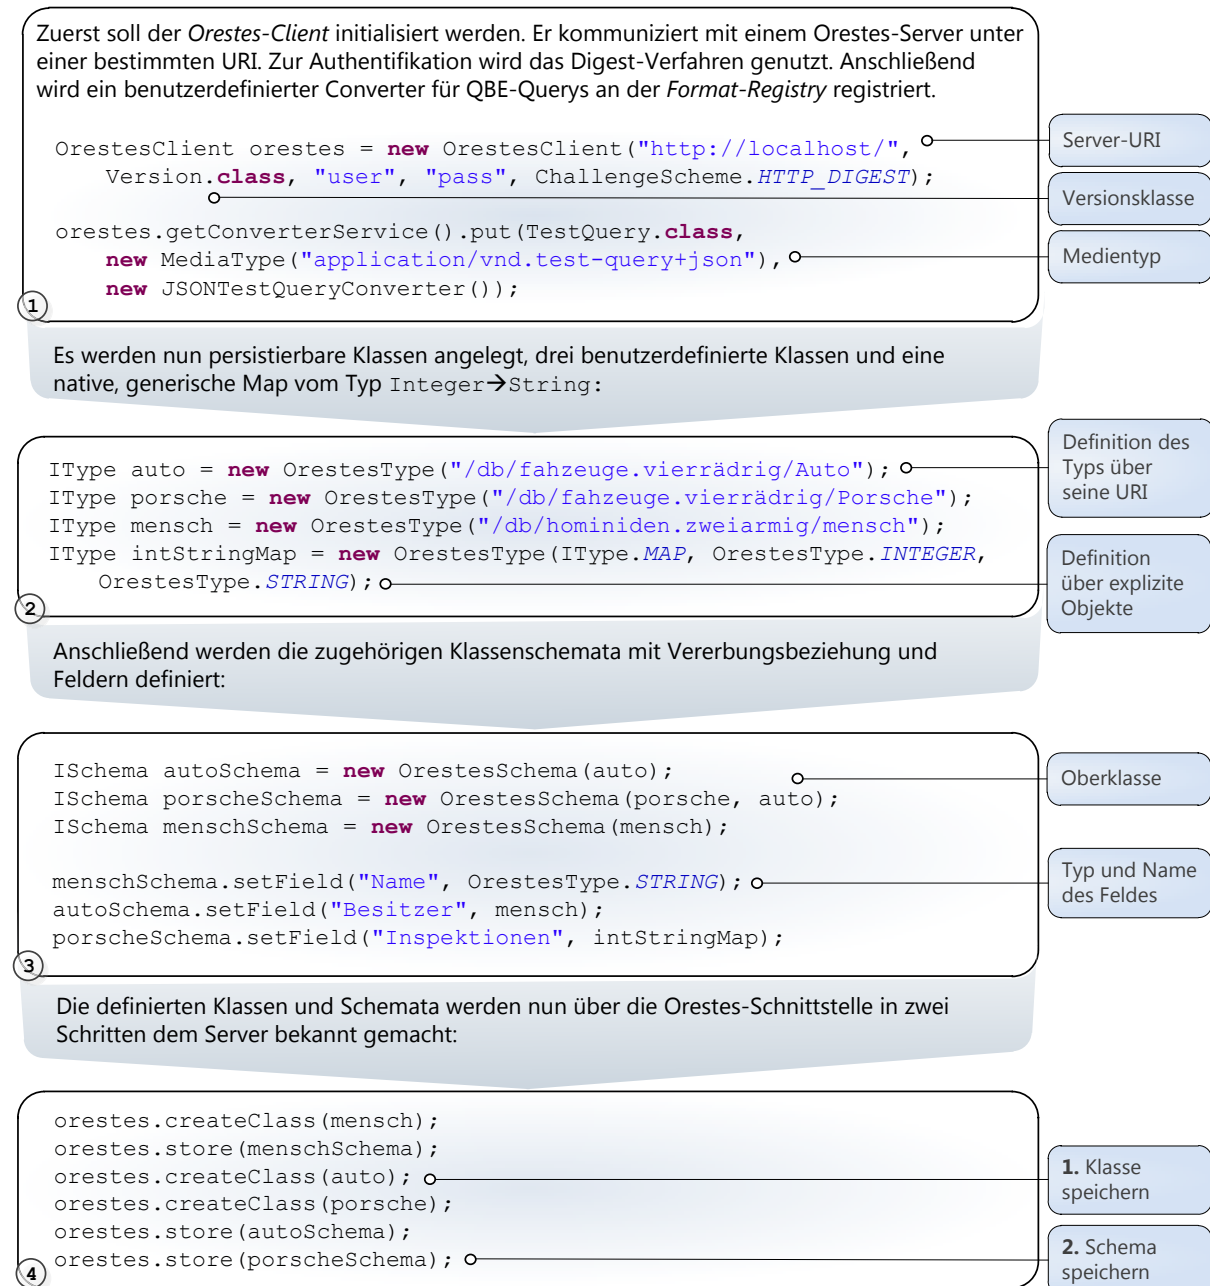 Zuerst soll der Orestes-Client initialisiert werden. Er kommuniziert mit einem Orestes-Server unter
einer bestimmten URI. Zur Authentifikation wird das Digest-Verfahren genutzt. Anschließend
wird ein benutzerdefinierter Converter für QBE-Querys an der Format-Registry registriert.
OrestesClient orestes = new OrestesClient("http://localhost/",
Version.class, "user", "pass", ChallengeScheme.HTTP_DIGEST);
orestes.getConverterService().put(TestQuery.class,
new MediaType("application/vnd.test-query+json"),
new JSONTestQueryConverter());
1
Server-URI
Versionsklasse
Medientyp
Es werden nun persistierbare Klassen angelegt, drei benutzerdefinierte Klassen und eine
native, generische Map vom Typ Integer→String:
IType auto = new OrestesType("/db/fahzeuge.vierrädrig/Auto");
IType porsche = new OrestesType("/db/fahzeuge.vierrädrig/Porsche");
IType mensch = new OrestesType("/db/hominiden.zweiarmig/mensch");
IType intStringMap = new OrestesType(IType.MAP, OrestesType.INTEGER,
OrestesType.STRING);
2
Definition des
Typs über
seine URI
Definition
über explizite
Objekte
Anschließend werden die zugehörigen Klassenschemata mit Vererbungsbeziehung und
Feldern definiert:
ISchema autoSchema = new OrestesSchema(auto);
ISchema porscheSchema = new OrestesSchema(porsche, auto);
ISchema menschSchema = new OrestesSchema(mensch);
menschSchema.setField("Name", OrestesType.STRING);
autoSchema.setField("Besitzer", mensch);
porscheSchema.setField("Inspektionen", intStringMap);
3
Oberklasse
Typ und Name
des Feldes
Die definierten Klassen und Schemata werden nun über die Orestes-Schnittstelle in zwei
Schritten dem Server bekannt gemacht:
orestes.createClass(mensch);
orestes.store(menschSchema);
orestes.createClass(auto);
orestes.createClass(porsche);
orestes.store(autoSchema);
orestes.store(porscheSchema);
4
1. Klasse
speichern
2. Schema
speichern